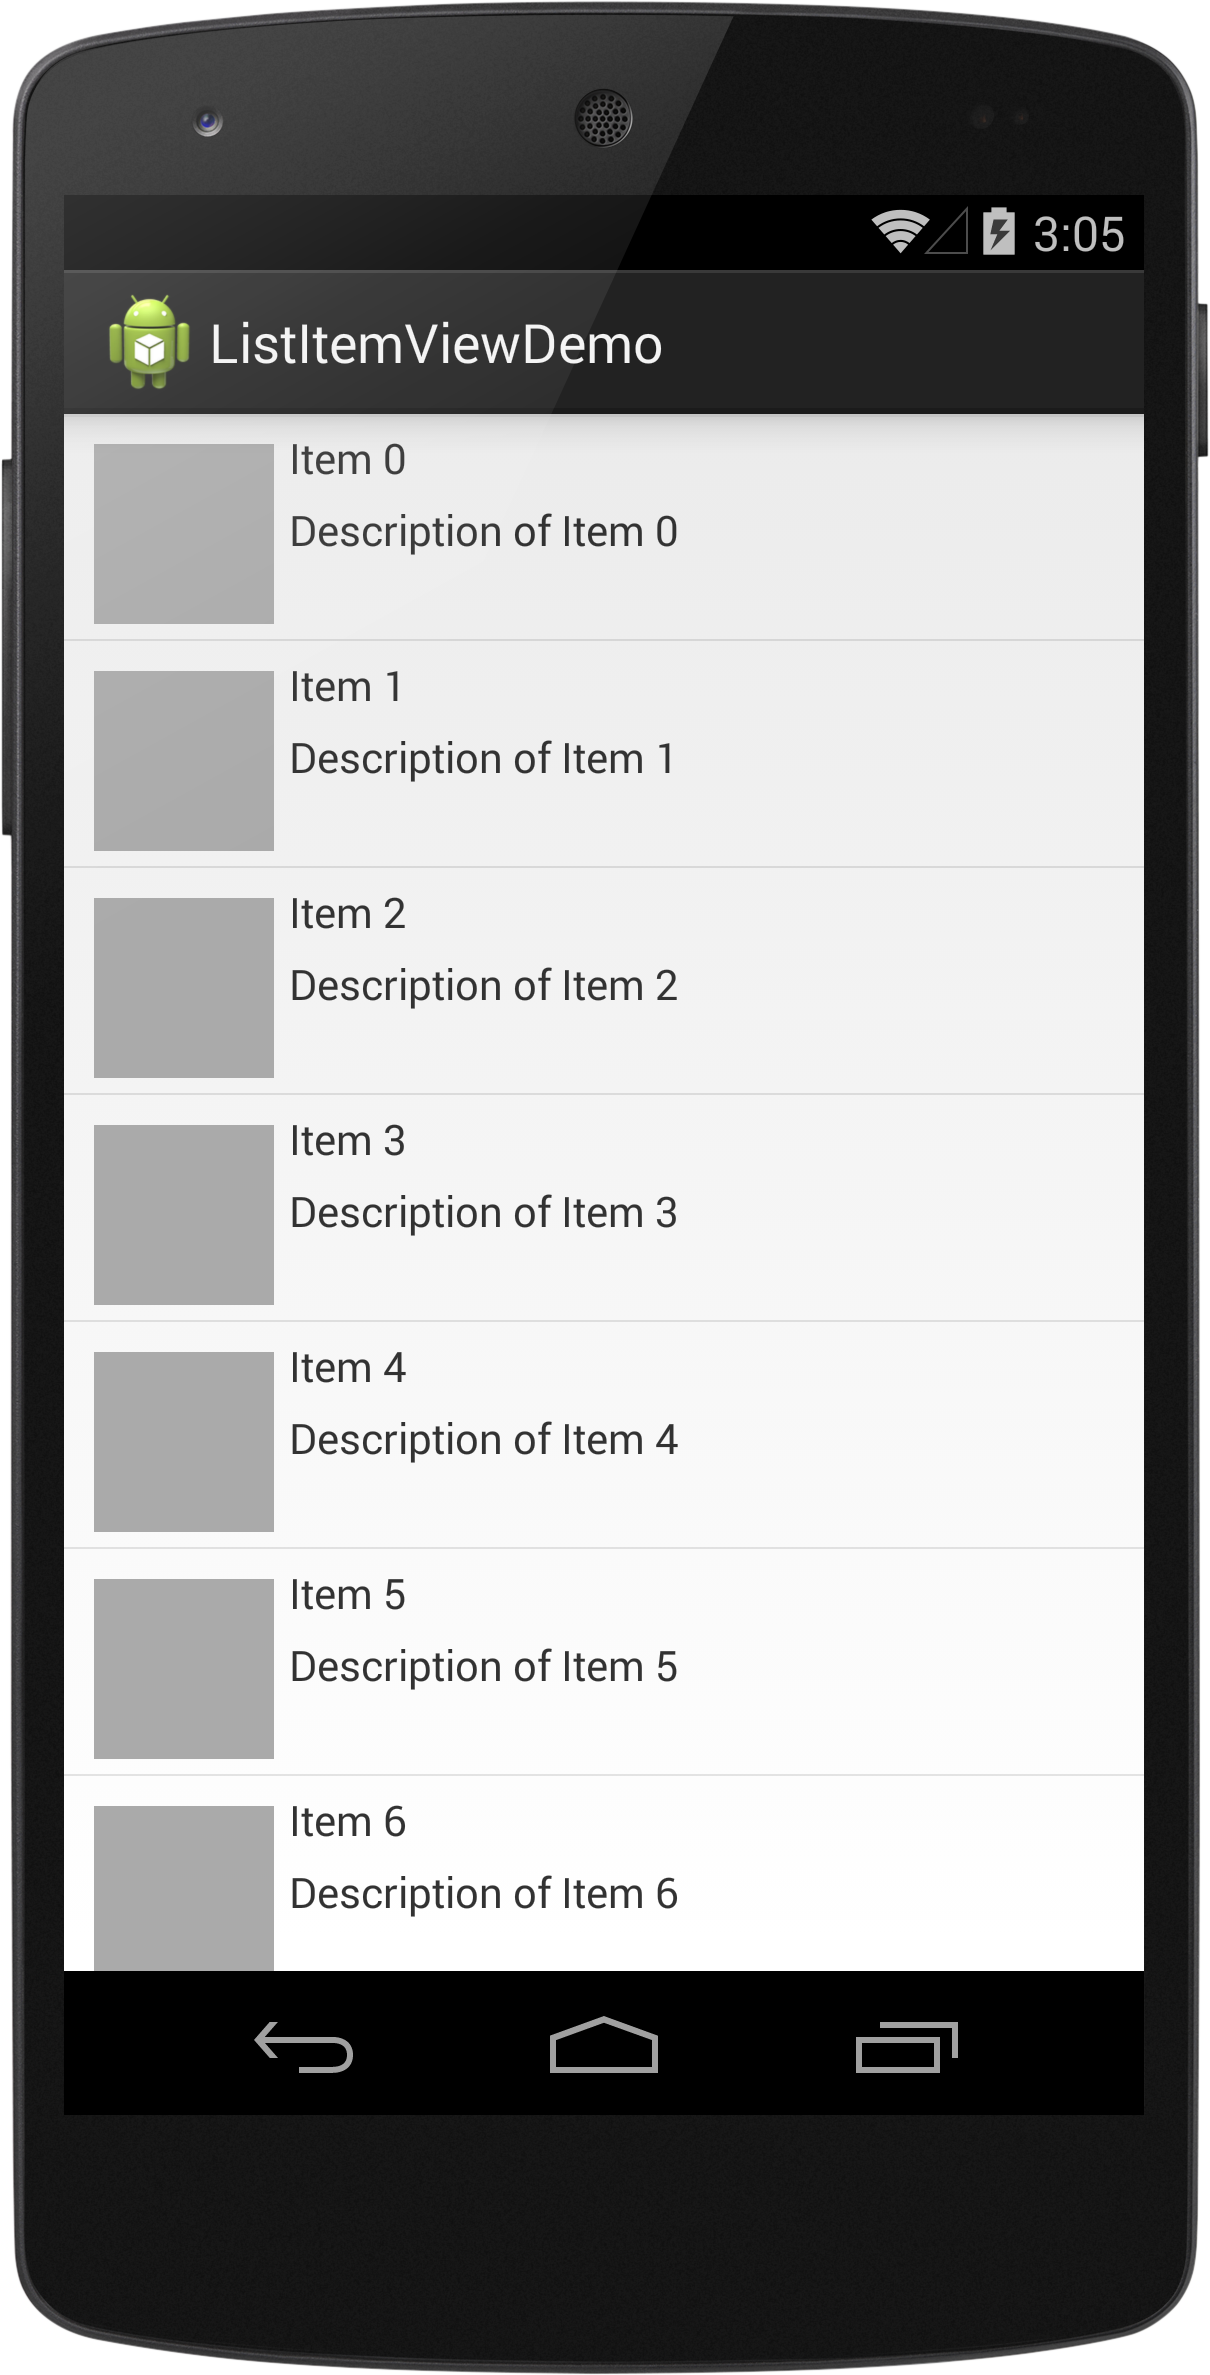 3:05
ListItemViewDemo
Item 0
Description of Item 0
Item 1
Description of Item 1
Item 2
Description of Item 2
Item 3
Description of Item 3
Item 4
Description of Item 4
Item 5
Description of Item 5
Item 6
Description of Item 6